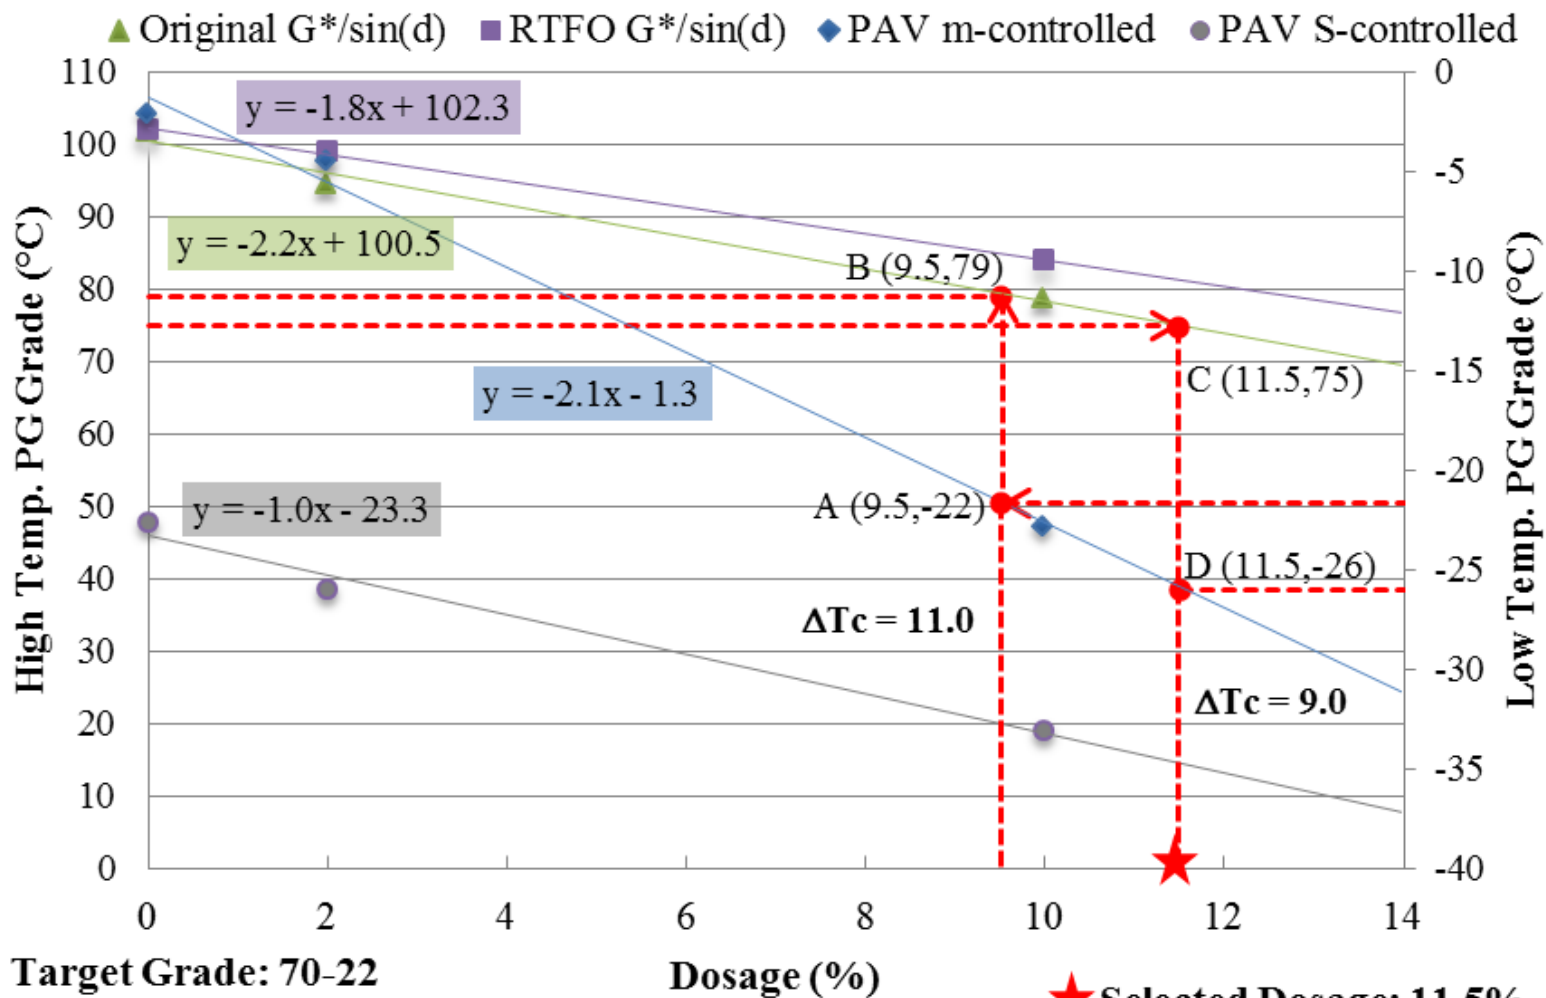 Original G*/sin(d) RTFO G*/sin(d) PAV m-controlled PAV S-controlled
110 0
y = -1.8x + 102.3
100 -5
90
y = -2.2x + 100.5
B (9.5,79) -10
80
70 -15
C (11.5,75)
y = -2.1x - 1.3
60 -20
50
y = -1.0x - 23.3
A (9.5,-22)
D (11.5,-26) -25
40
ΔTc = 11.0
30 -30
ΔTc = 9.0
20
-35
10
0 -40
High Temp. PG Grade (°C)
Low Temp. PG Grade (°C)
0 2 4 6 8 10 12 14
Target Grade: 70-22 Dosage (%)
Selected Dosage: 11.5%